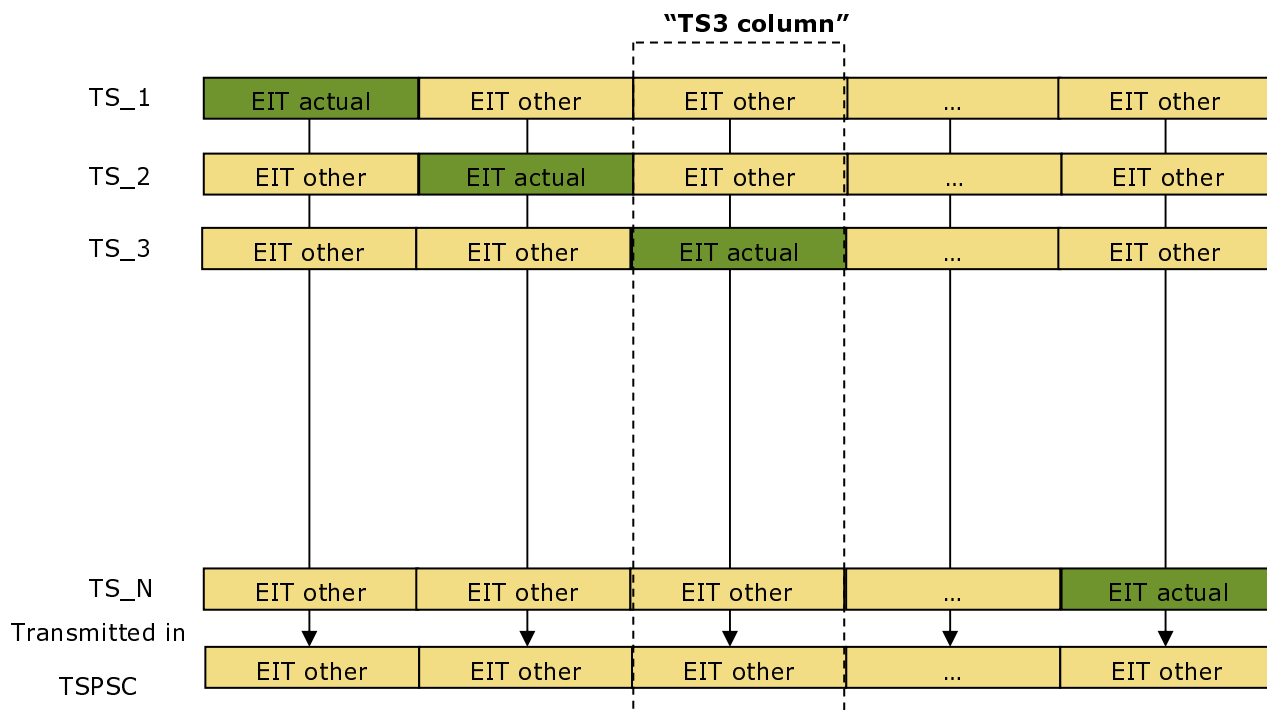 “TS3 column”
TS_1 EIT actual EIT other EIT other ... EIT other
TS_2 EIT other EIT actual EIT other ... EIT other
TS_3 EIT other EIT other EIT actual ... EIT other
TS_N EIT other EIT other EIT other ... EIT actual
Transmitted in
EIT other EIT other EIT other ... EIT other
TSPSC